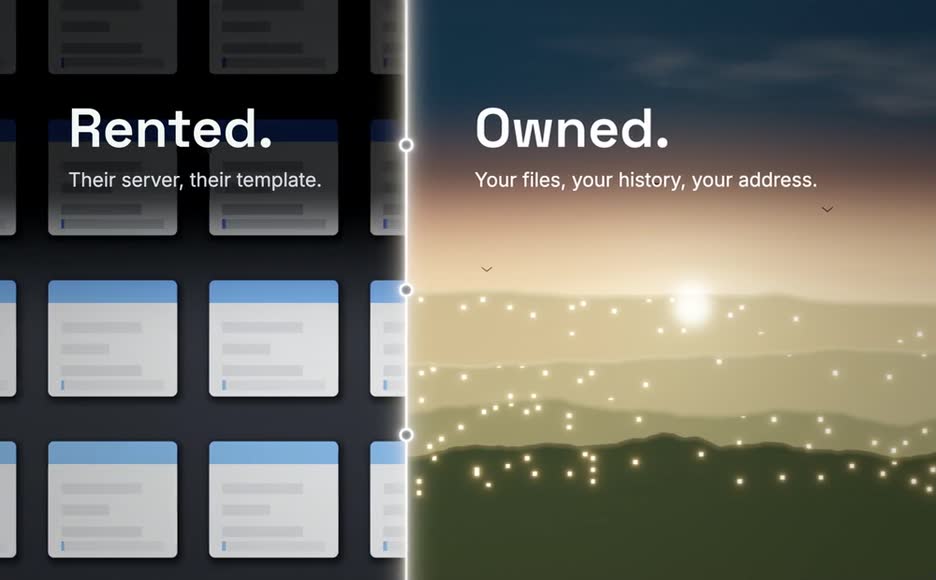 Rented.
Their server, their template.
Owned.
Your files, your history, your address.